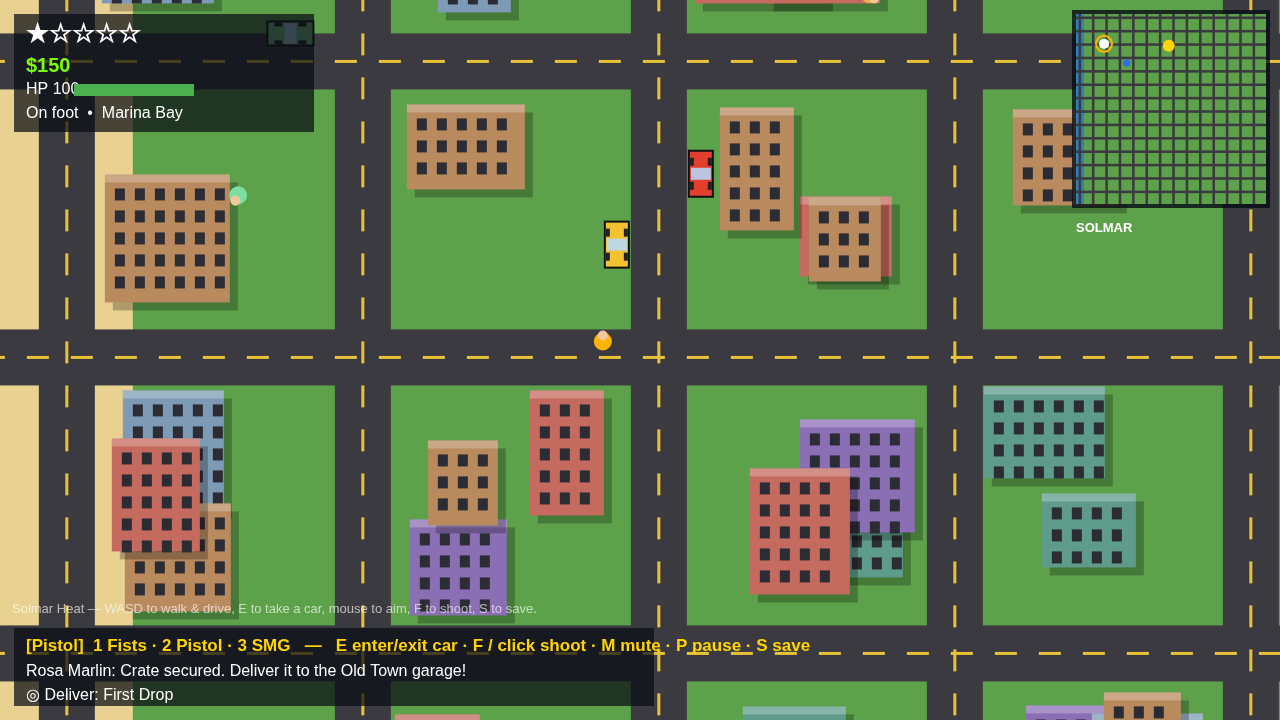 ★☆☆☆☆
$150
HP 100
On foot • Marina Bay
SOLMAR
Solmar Heat — WASD to walk & drive, E to take a car, mouse to aim, F to shoot, S to save.
[Pistol] 1 Fists · 2 Pistol · 3 SMG — E enter/exit car · F / click shoot · M mute · P pause · S save
Rosa Marlin: Crate secured. Deliver it to the Old Town garage!
◎ Deliver: First Drop